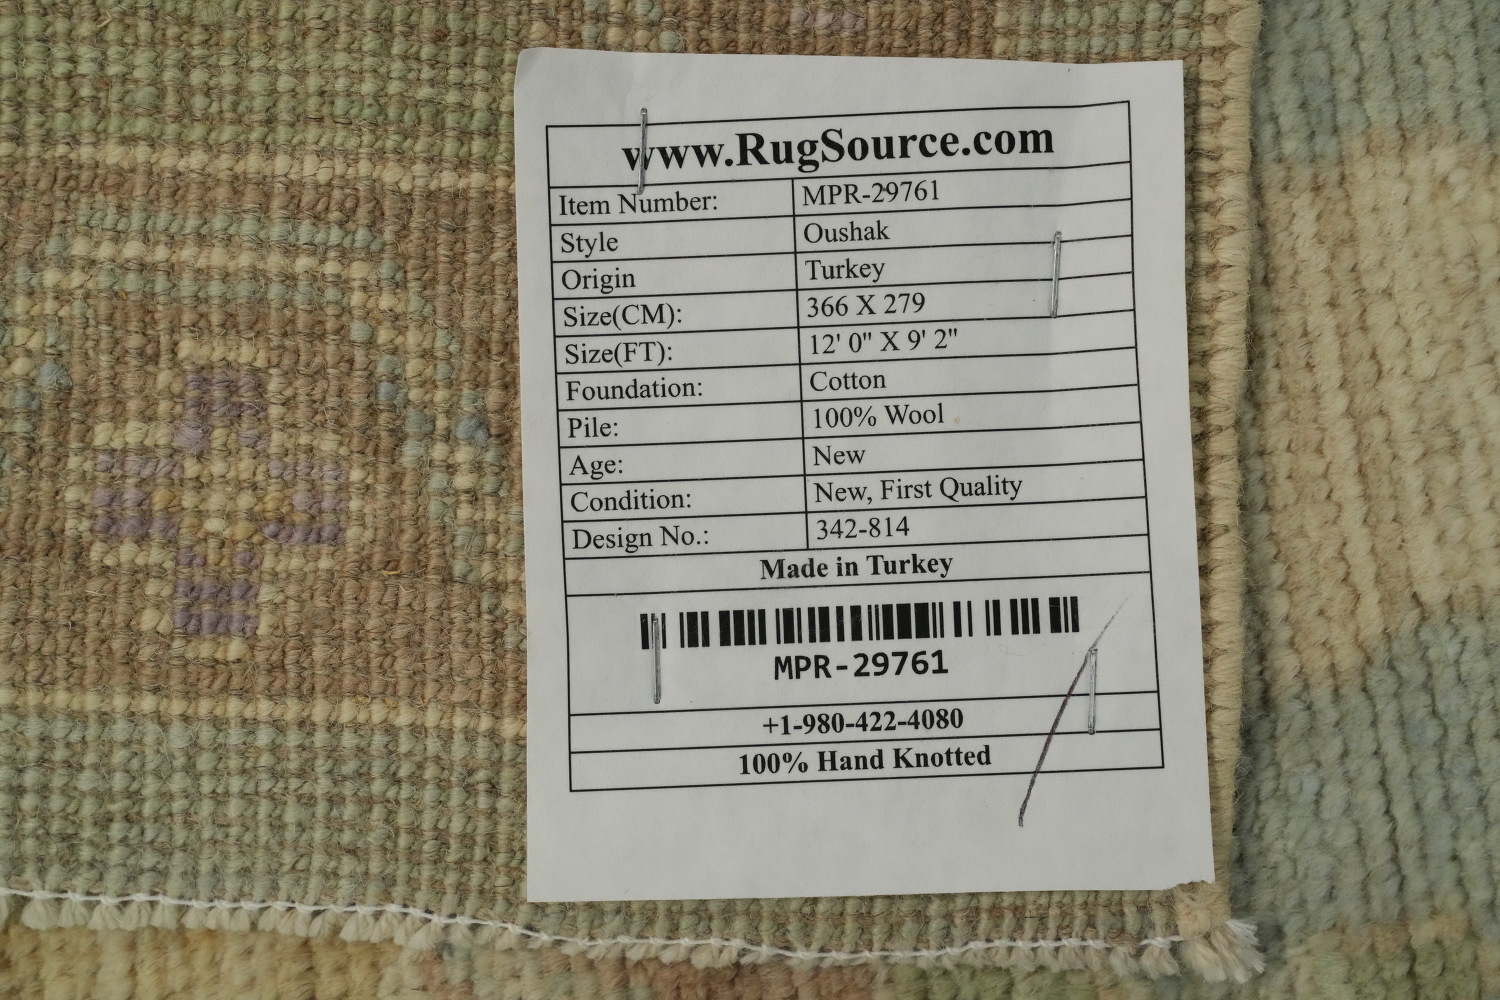 www.RugSource.com
Item Number: MPR-29761
Style Oushak
Origin Turkey
Size(CM): 366 X 279
Size(FT): 12' 0" X 9' 2"
Foundation: Cotton
Pile: 100% Wool
Age: New
Condition: New, First Quality
Design No.: 342-814
Made in Turkey
MPR-29761
+1-980-422-4080
100% Hand Knotted